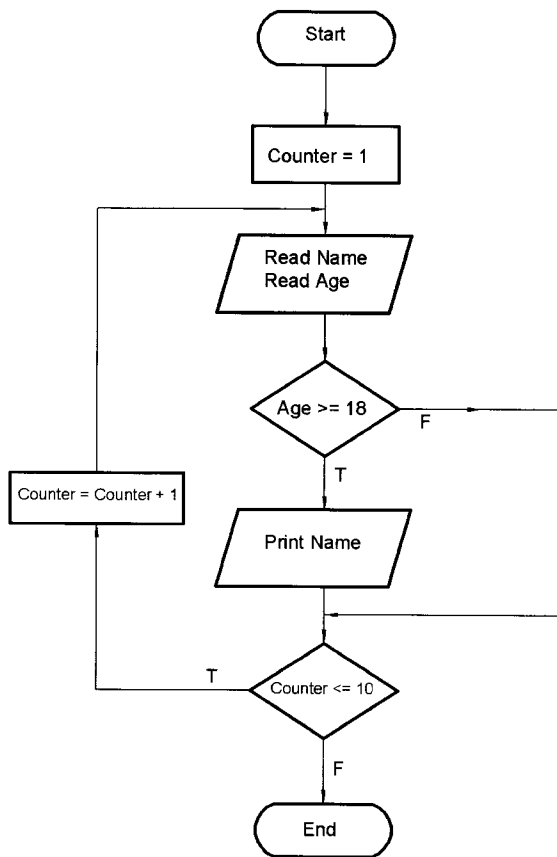 Start
Counter = 1
Read Name
Read Age
Age >= 18
F
T
Counter = Counter + 1
Print Name
T
Counter <= 10
F
End